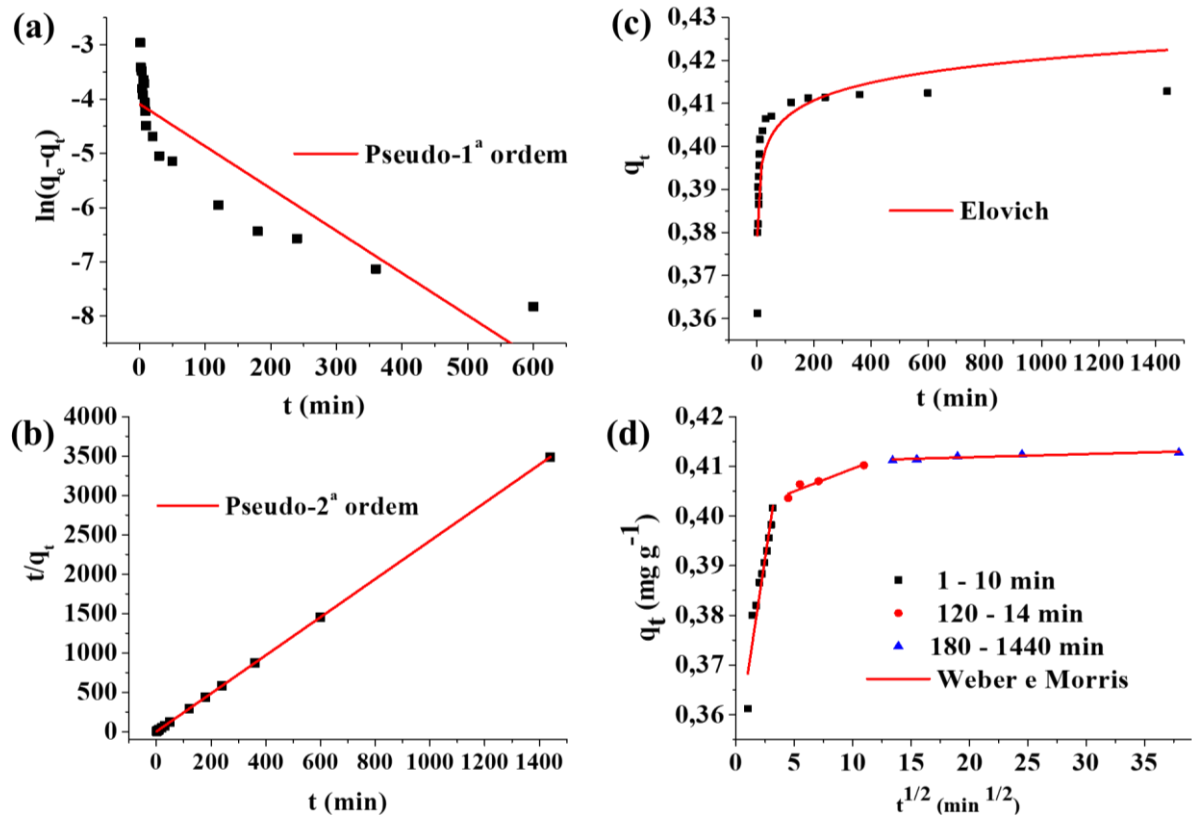 (a)
-3
-4
-5
-6
-7
-8
ln(qe-qt)
Pseudo-1ª ordem
0 100 200 300 400 500 600
t (min)
(b)
4000
3500
3000
2500
2000
1500
1000
500
0
t/qt
Pseudo-2ª ordem
0 200 400 600 800 1000 1200 1400
t (min)
(c)
0,43
0,42
0,41
0,40
0,39
0,38
0,37
0,36
qt
Elovich
0 200 400 600 800 1000 1200 1400
t (min)
(d)
0,42
0,41
0,40
0,39
0,38
0,37
0,36
qt (mg g-1)
1 - 10 min
120 - 14 min
180 - 1440 min
Weber e Morris
0 5 10 15 20 25 30 35
t1/2 (min 1/2)